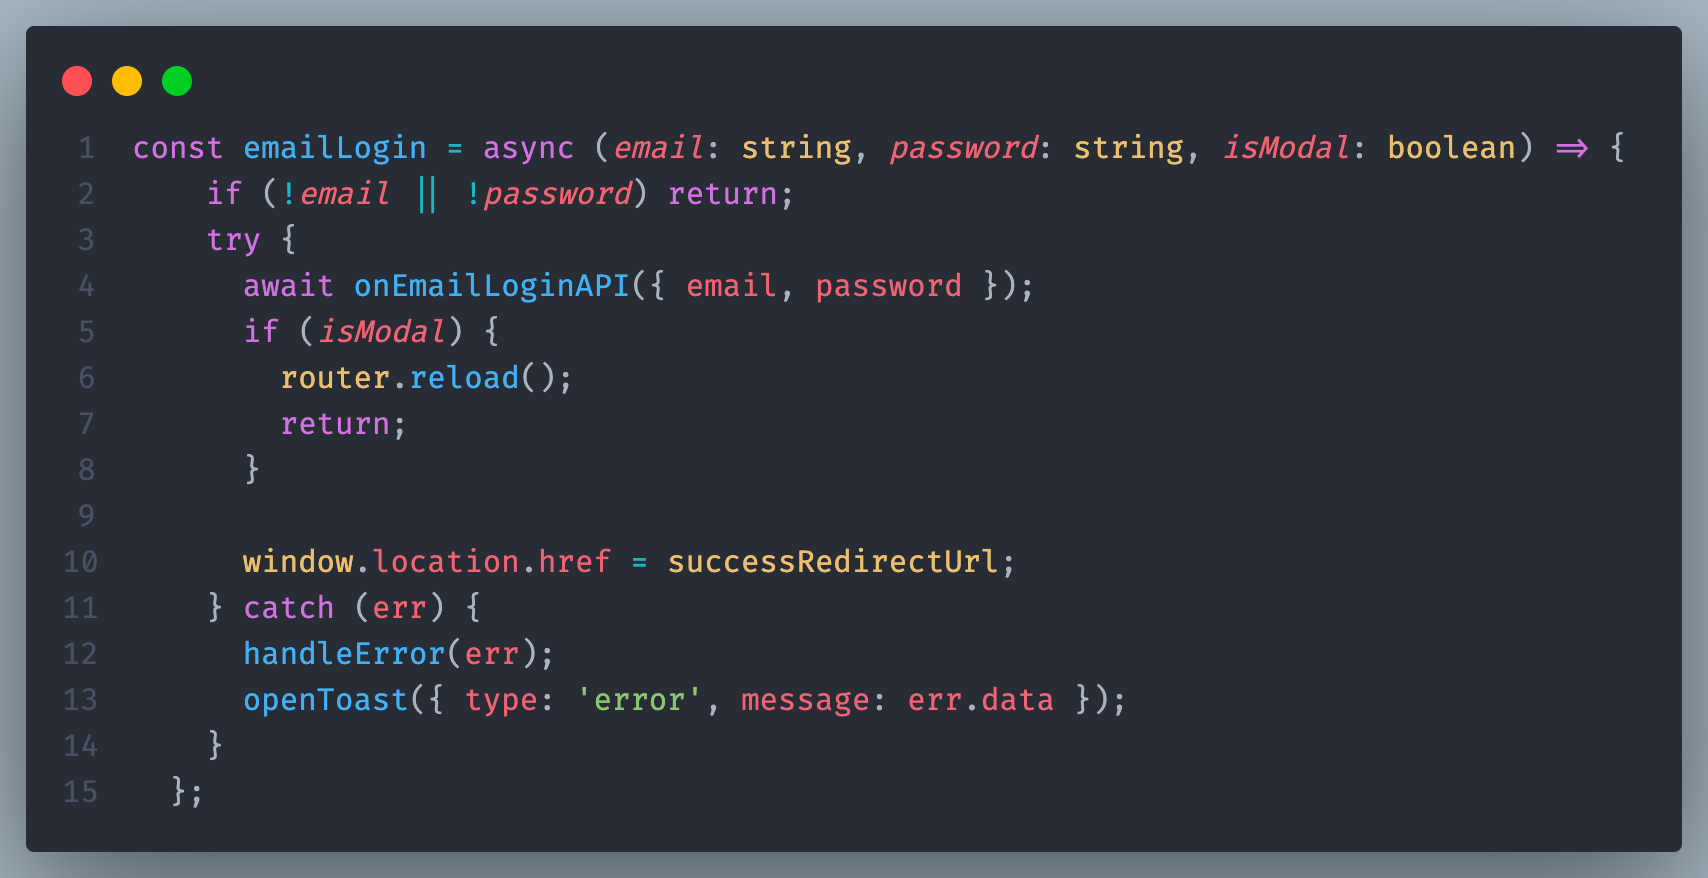 1 const emailLogin = async (email: string, password: string, isModal: boolean) => {
2     if (!email || !password) return;
3     try {
4       await onEmailLoginAPI({ email, password });
5       if (isModal) {
6         router.reload();
7         return;
8       }
9
10       window.location.href = successRedirectUrl;
11     } catch (err) {
12       handleError(err);
13       openToast({ type: 'error', message: err.data });
14     }
15   };